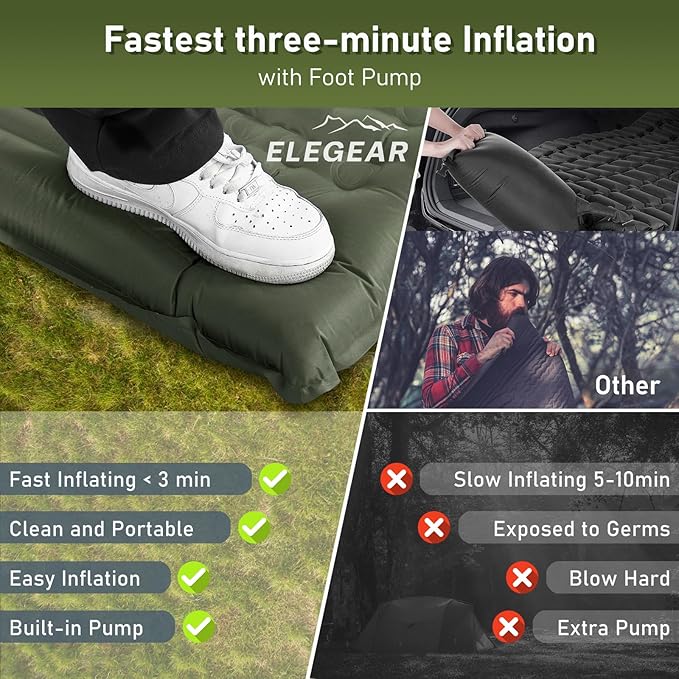 Fastest three-minute Inflation
with Foot Pump
ELEGEAR
Other
Fast Inflating < 3 min
Clean and Portable
Easy Inflation
Built-in Pump
Slow Inflating 5-10min
Exposed to Germs
Blow Hard
Extra Pump